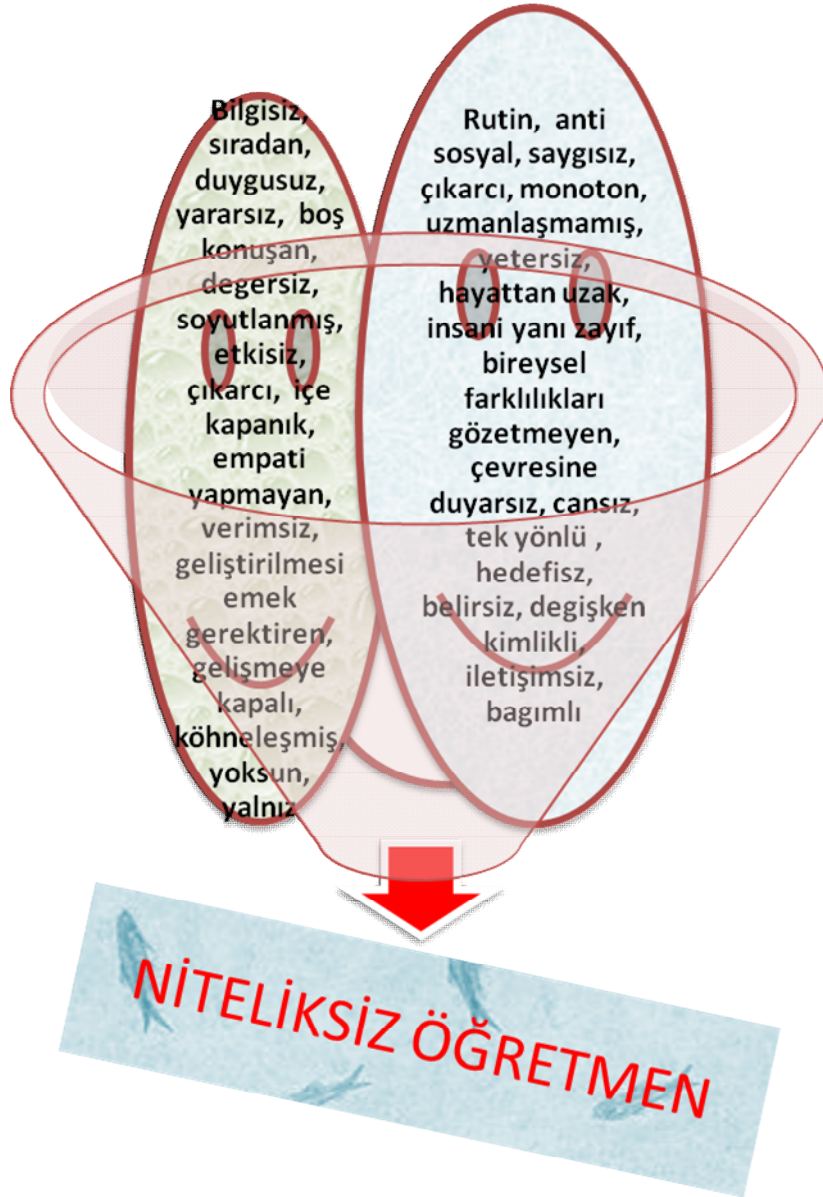 Bilgisiz,
sıradan,
duygusuz,
yararsız, boş
konuşan,
degersiz,
soyutlanmış,
etkisiz,
çıkarcı, içe
kapanık,
empati
yapmayan,
verimsiz,
geliştirilmesi
emek
gerektiren,
gelişmeye
kapalı,
köhneleşmiş,
yoksun,
yalnız
Rutin, anti
sosyal, saygısız,
çıkarcı, monoton,
uzmanlaşmamış,
yetersiz,
hayattan uzak,
insani yanı zayıf,
bireysel
farklılıkları
gözetmeyen,
çevresine
duyarsız, cansız,
tek yönlü ,
hedefisz,
belirsiz, degişken
kimlikli,
iletişimsiz,
bagımlı
NİTELİKSİZ ÖĞRETMEN